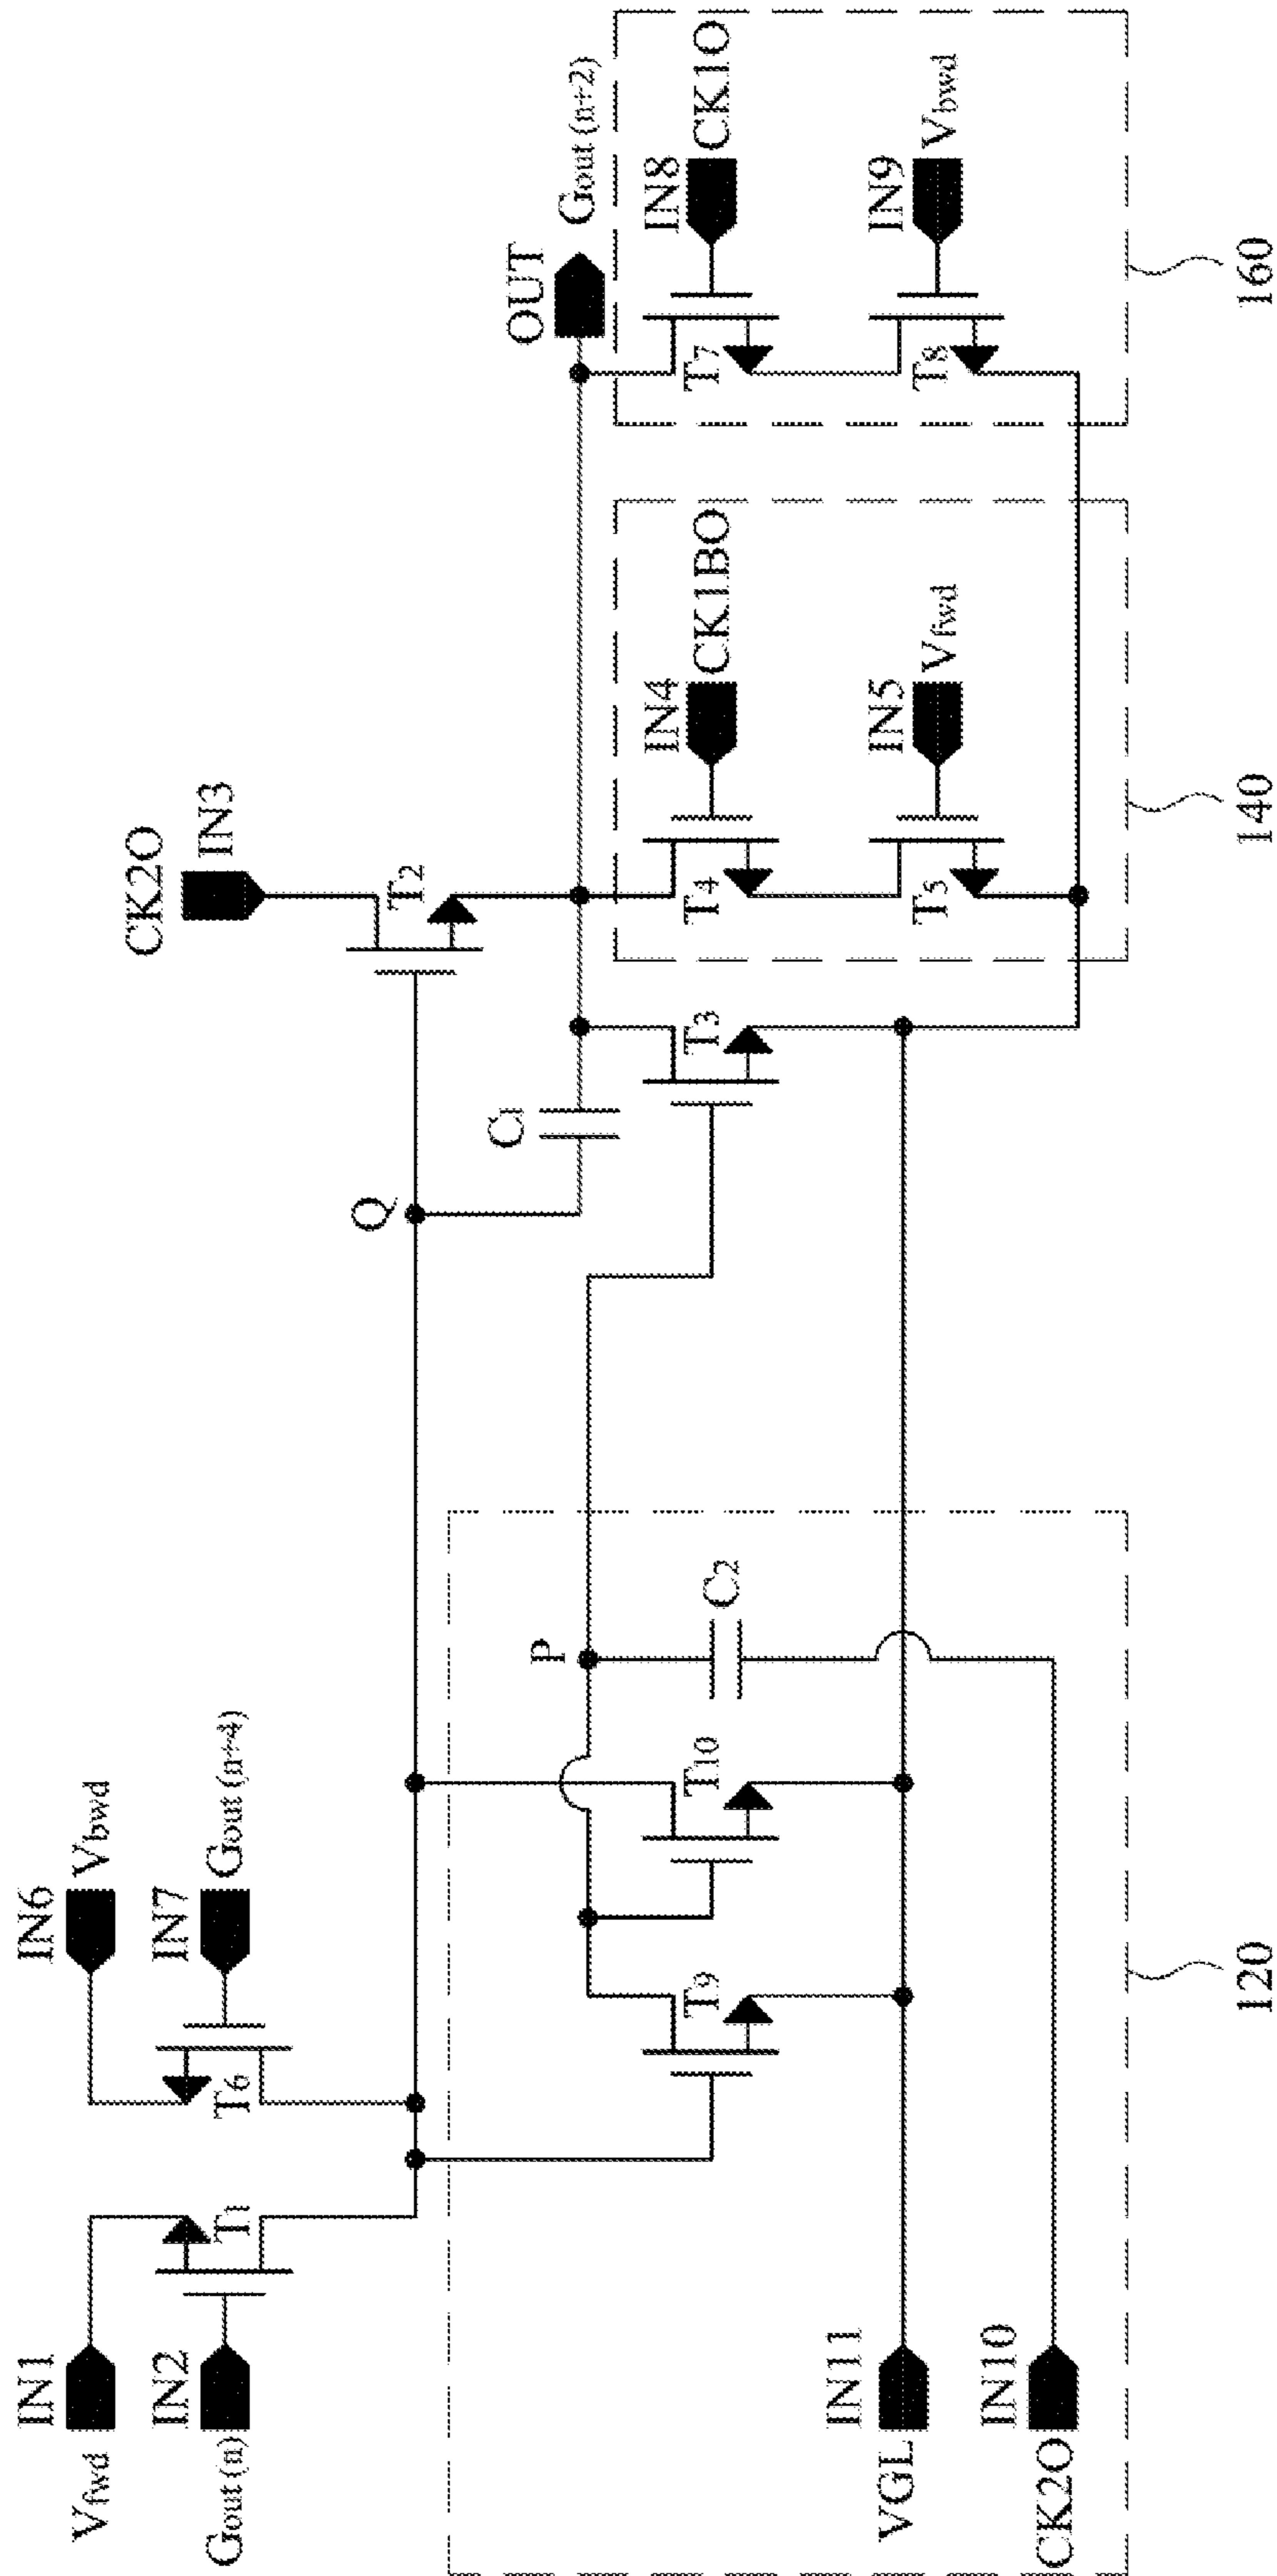 IN1
Vfwd
IN2
Gout (n)
T1
IN6
Vbwd
IN7
Gout (n+4)
T6
CK2O
IN3
T2
Q
C1
OUT
Gout (n+2)
P
T9
T10
C2
T3
IN4
CK1BO
T4
IN5
Vfwd
T5
IN8
CK1O
T7
IN9
Vbwd
T8
IN11
VGL
IN10
CK2O
120
140
160